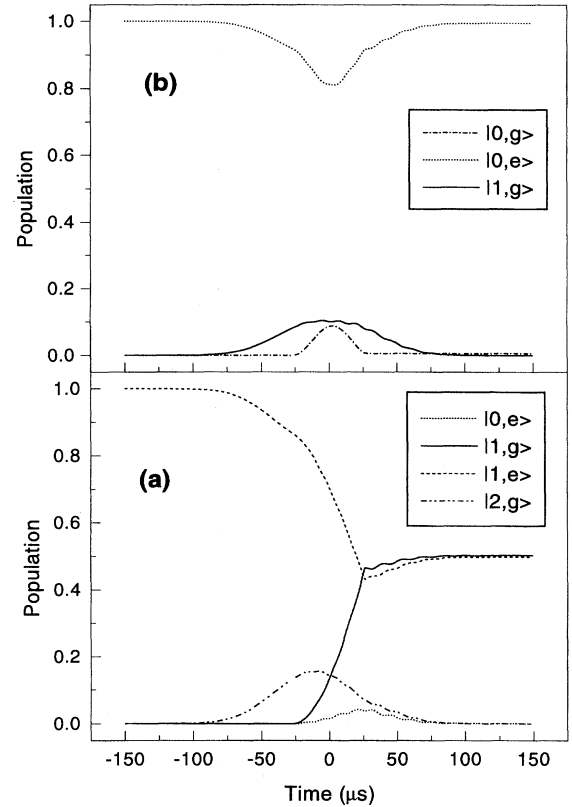 1.0
0.8
0.6
0.4
0.2
0.0
Population
(b)
|0,g>
|0,e>
|1,g>
1.0
0.8
0.6
0.4
0.2
0.0
Population
(a)
|0,e>
|1,g>
|1,e>
|2,g>
-150 -100 -50 0 50 100 150
Time (μs)